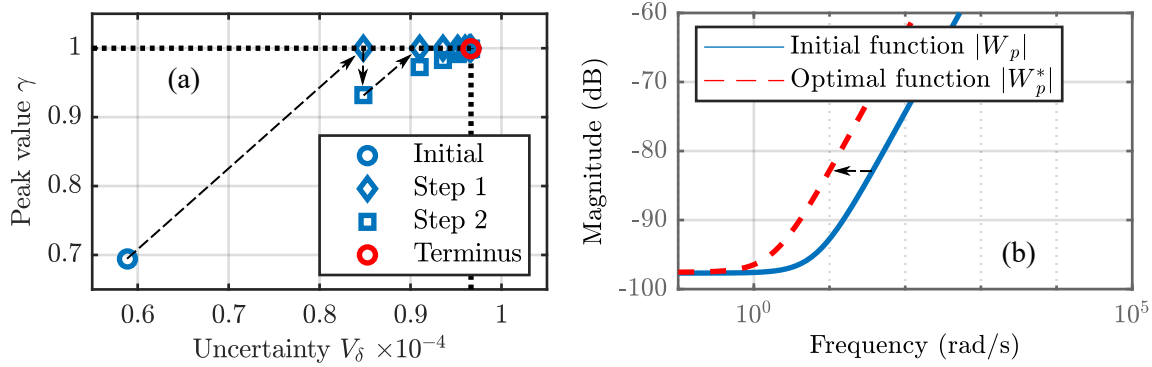 (a)
1
0.9
0.8
0.7
Peak value γ
Initial
Step 1
Step 2
Terminus
0.6 0.7 0.8 0.9 1
Uncertainty V_δ ×10^{-4}
-60
-70
-80
-90
-100
Magnitude (dB)
Initial function |W_p|
Optimal function |W_p^*|
(b)
10^0 10^5
Frequency (rad/s)